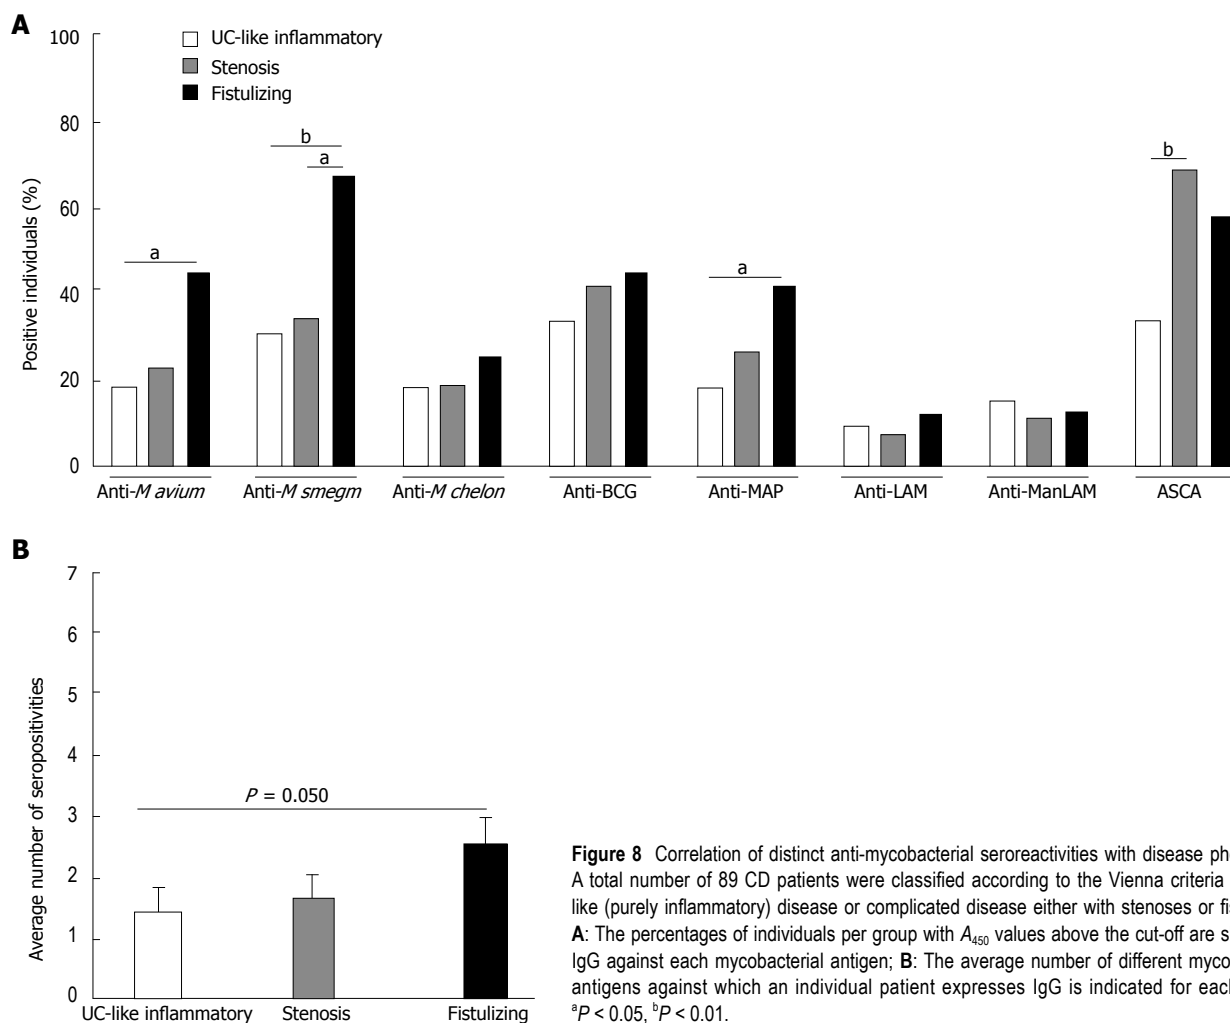 A
100
80
60
40
20
0
Positive individuals (%)
UC-like inflammatory
Stenosis
Fistulizing
a
b
a
a
b
Anti-M avium
Anti-M smegm
Anti-M chelon
Anti-BCG
Anti-MAP
Anti-LAM
Anti-ManLAM
ASCA
B
7
6
5
4
3
2
1
0
Average number of seropositivities
P = 0.050
UC-like inflammatory
Stenosis
Fistulizing
Figure 8 Correlation of distinct anti-mycobacterial seroreactivities with disease
A total number of 89 CD patients were classified according to the Vienna criteria
like (purely inflammatory) disease or complicated disease either with stenoses or
A: The percentages of individuals per group with A450 values above the cut-off are
IgG against each mycobacterial antigen; B: The average number of different
antigens against which an individual patient expresses IgG is indicated for each
aP < 0.05, bP < 0.01.